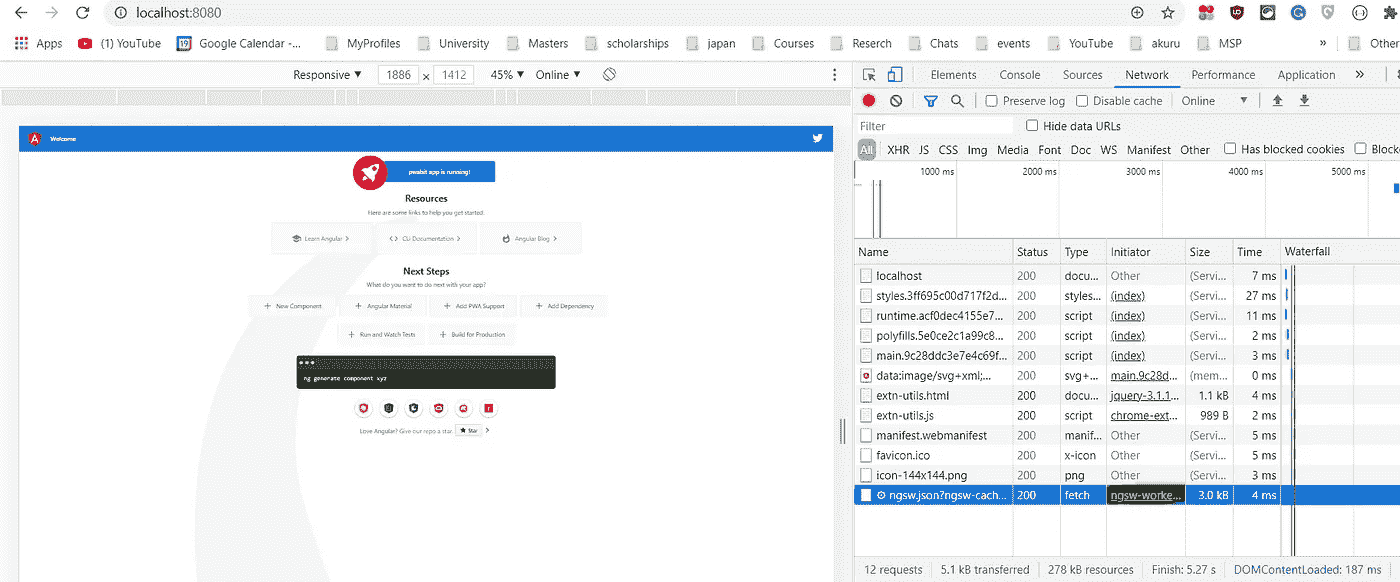 localhost:8080
Apps (1) YouTube Google Calendar -... MyProfiles University Masters scholarships japan Courses Reserch Chats events YouTube akuru MSP » Other
Responsive ▼ 1886 x 1412 45% ▼ Online ▼
Welcome
pwabit app is running!
Resources
Here are some links to help you get started:
Learn Angular > CLI Documentation > Angular Blog >
Next Steps
What do you want to do next with your app?
+ New Component + Angular Material + Add PWA Support + Add Dependency
+ Run and Watch Tests + Build for Production
ng generate component xyz
Love Angular? Give our repo a star. ★ Star >
Elements Console Sources Network Performance Application »
Preserve log Disable cache Online ▼
Filter Hide data URLs
All XHR JS CSS Img Media Font Doc WS Manifest Other Has blocked cookies Block
1000 ms 2000 ms 3000 ms 4000 ms 5000 ms
Name Status Type Initiator Size Time Waterfall
localhost 200 docu... Other (Servi... 7 ms
styles.3ff695c00d717f2d... 200 styles... (index) (Servi... 27 ms
runtime.acf0dec4155e7... 200 script (index) (Servi... 11 ms
polyfills.5e0ce2c1a99c8... 200 script (index) (Servi... 2 ms
main.9c28ddc3e7e4c69f... 200 script (index) (Servi... 3 ms
data:image/svg+xml;... 200 svg+... main.9c28d... (mem... 0 ms
extn-utils.html 200 docu... jquery-3.1.1... 1.1 kB 4 ms
extn-utils.js 200 script chrome-ext... 989 B 2 ms
manifest.webmanifest 200 manif... Other (Servi... 5 ms
favicon.ico 200 x-icon Other (Servi... 5 ms
icon-144x144.png 200 png Other (Servi... 3 ms
ngsw.json?ngsw-cach... 200 fetch ngsw-worke... 3.0 kB 4 ms
12 requests 5.1 kB transferred 278 kB resources Finish: 5.27 s DOMContentLoaded: 187 ms